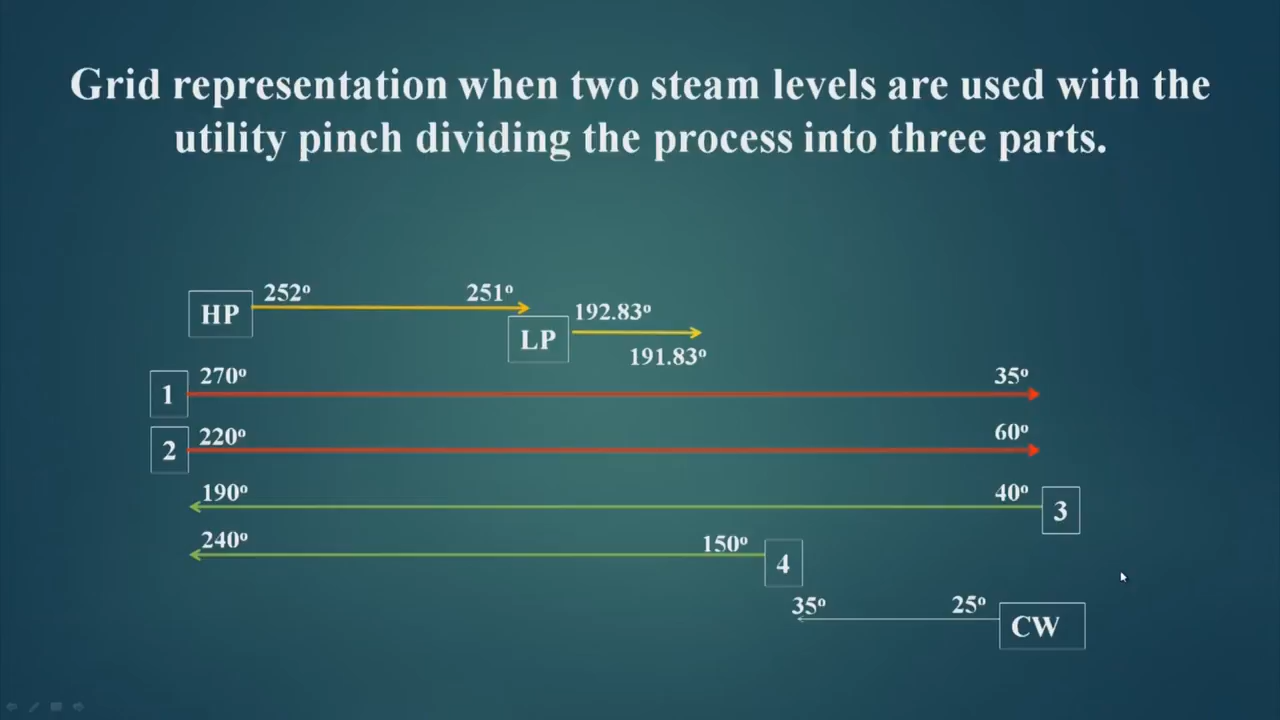 Grid representation when two steam levels are used with the
utility pinch dividing the process into three parts.
HP 252º 251º
LP 192.83º
191.83º
1 270º 35º
2 220º 60º
190º 40º 3
240º 150º 4
35º 25º CW